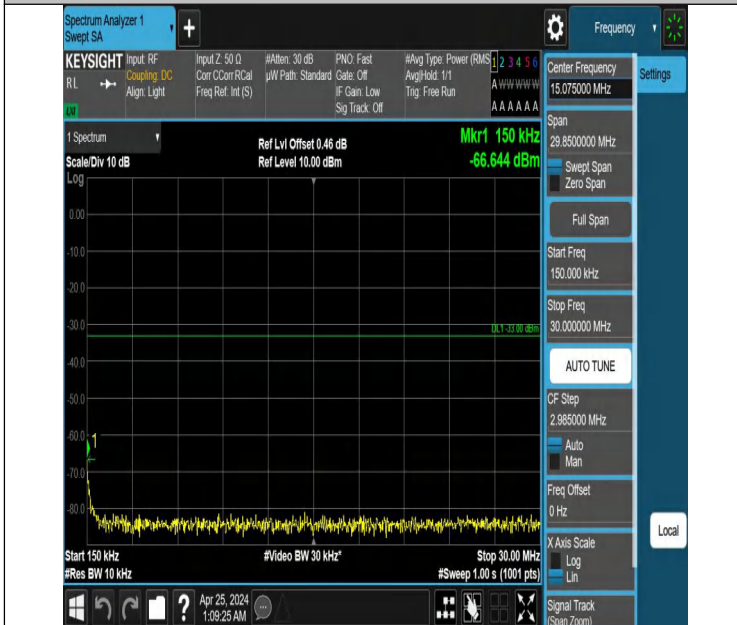 Spectrum Analyzer 1
Swept SA
+
Frequency
KEYSIGHT
RL
LXI
Input: RF
Coupling: DC
Align: Light
Input Z: 50 Ω
Corr CCorr RCal
Freq Ref: Int (S)
#Atten: 30 dB
µW Path: Standard
PNO: Fast
Gate: Off
IF Gain: Low
Sig Track: Off
#Avg Type: Power (RMS
Avg|Hold: 1/1
Trig: Free Run
1 2 3 4 5 6
A W W W W W
A A A A A A
1 Spectrum
Scale/Div 10 dB
Ref Lvl Offset 0.46 dB
Ref Level 10.00 dBm
Mkr1 150 kHz
-66.644 dBm
Log
0.00
-10.0
-20.0
-30.0
-40.0
-50.0
-60.0
-70.0
-80.0
DL1 -33.00 dBm
1
Start 150 kHz
#Video BW 30 kHz*
Stop 30.00 MHz
#Res BW 10 kHz
#Sweep 1.00 s (1001 pts)
?
Apr 25, 2024
1:09:25 AM
Center Frequency
15.075000 MHz
Settings
Span
29.8500000 MHz
Swept Span
Zero Span
Full Span
Start Freq
150.000 kHz
Stop Freq
30.000000 MHz
AUTO TUNE
CF Step
2.985000 MHz
Auto
Man
Freq Offset
0 Hz
Local
X Axis Scale
Log
Lin
Signal Track
(Span Zoom)